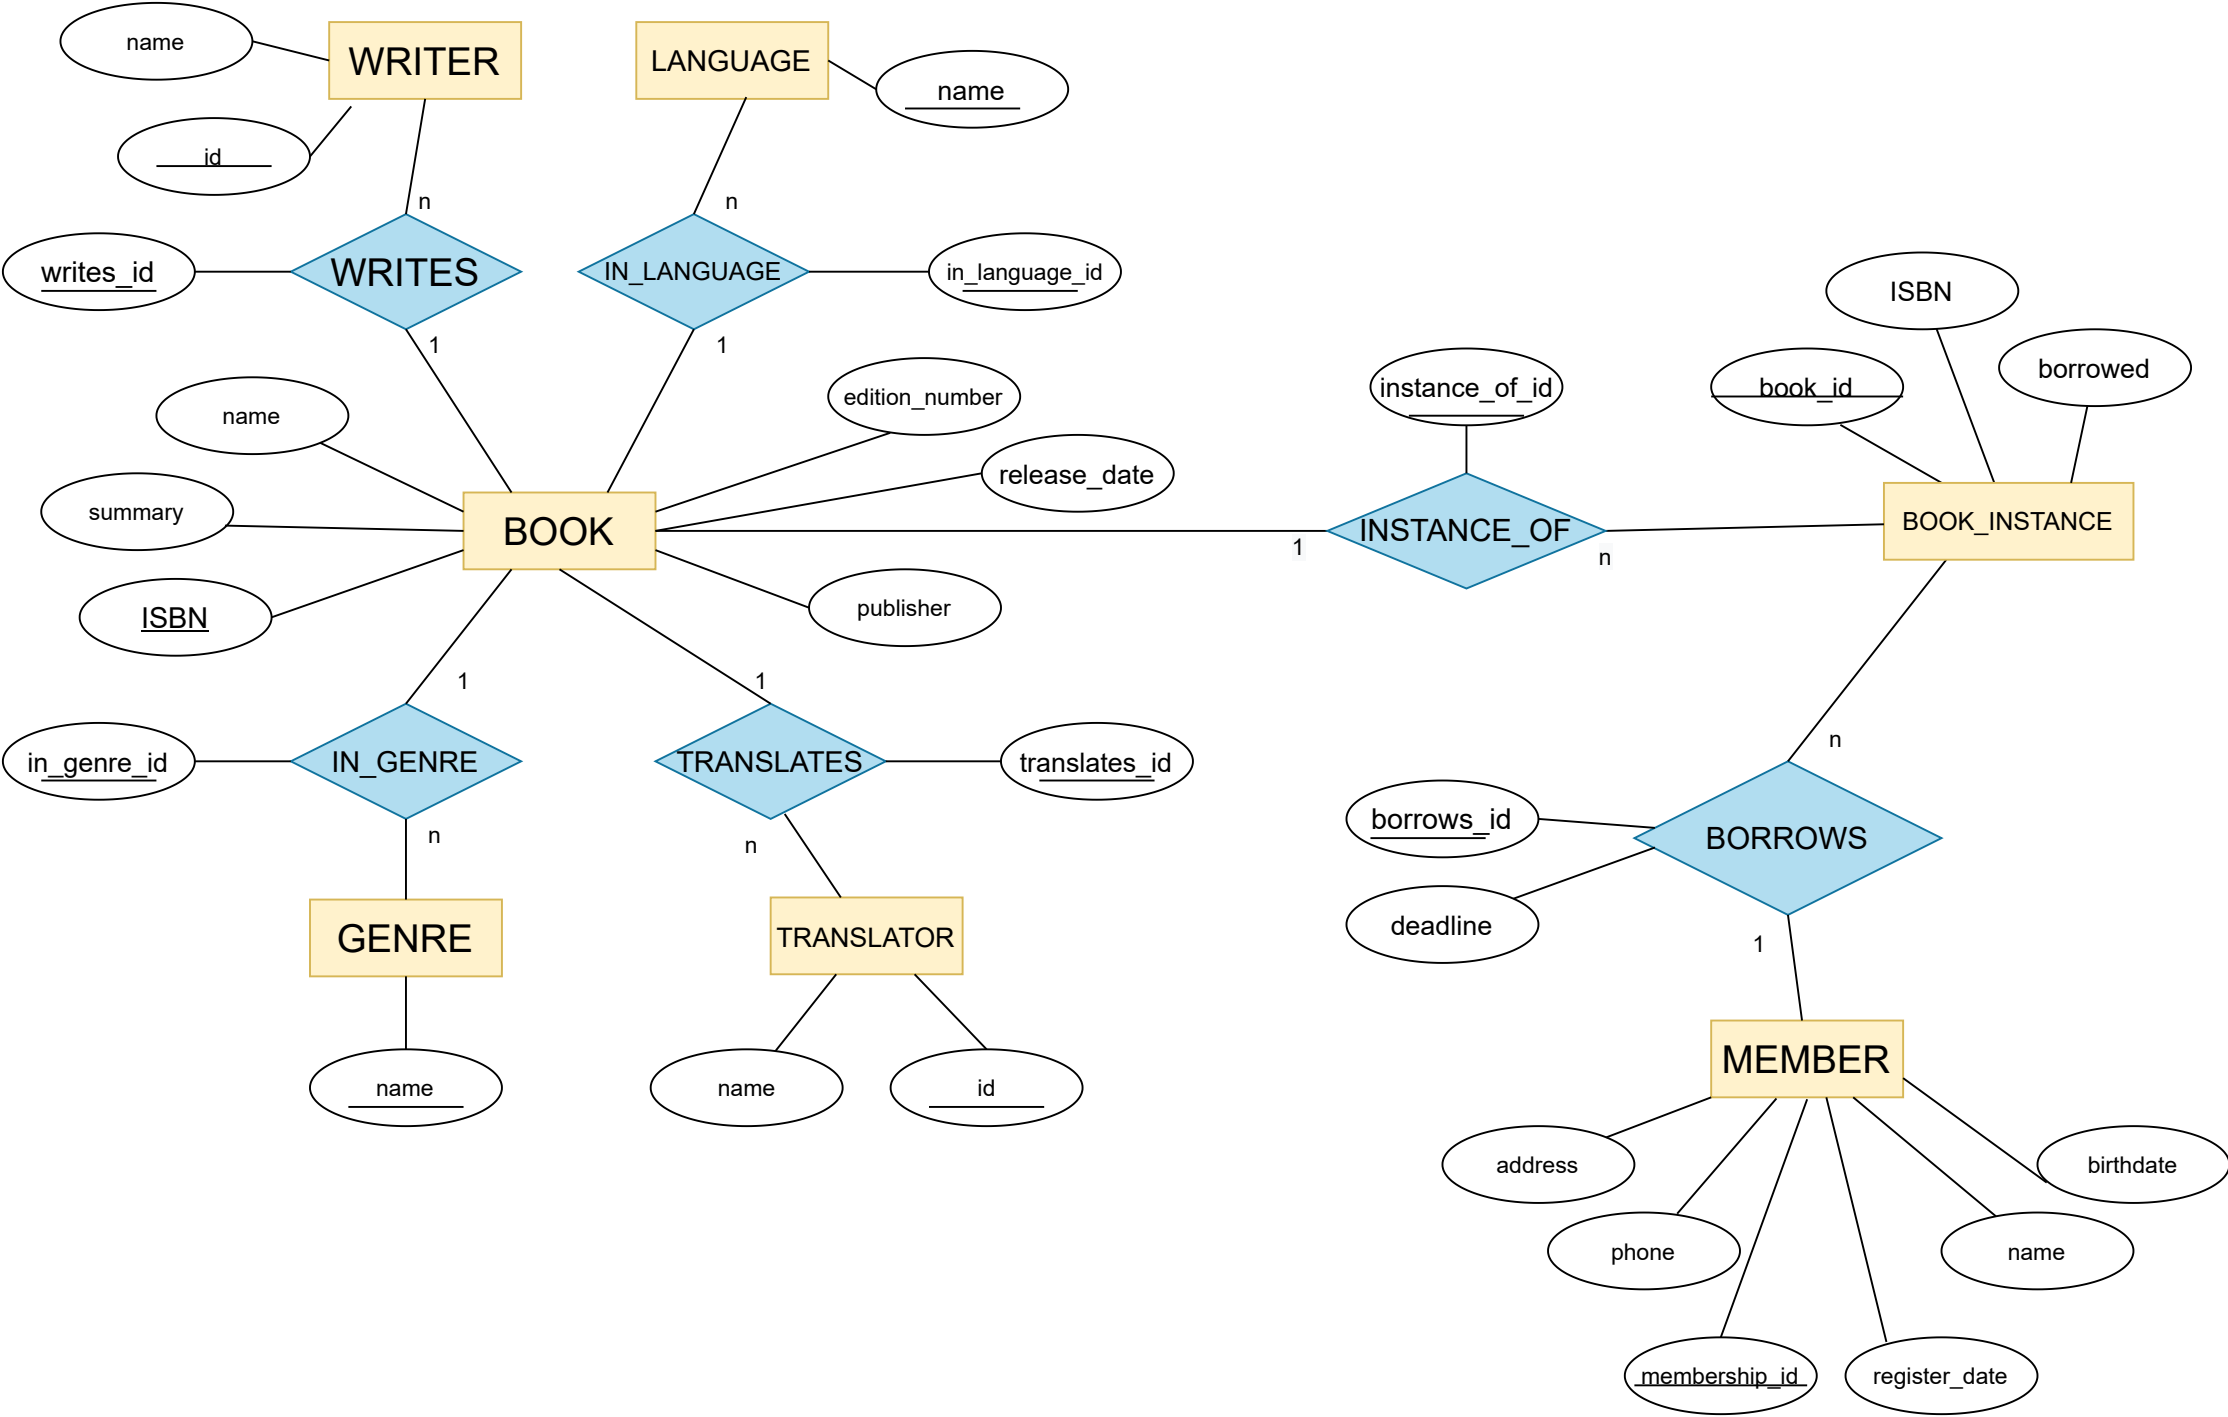 name
WRITER
LANGUAGE
name
id
n
n
writes_id
WRITES
IN_LANGUAGE
in_language_id
ISBN
1
1
name
edition_number
instance_of_id
book_id
borrowed
summary
release_date
BOOK
1
INSTANCE_OF
n
BOOK_INSTANCE
ISBN
publisher
1
1
in_genre_id
IN_GENRE
TRANSLATES
translates_id
n
n
n
borrows_id
BORROWS
deadline
1
GENRE
TRANSLATOR
name
name
id
MEMBER
address
birthdate
phone
name
membership_id
register_date